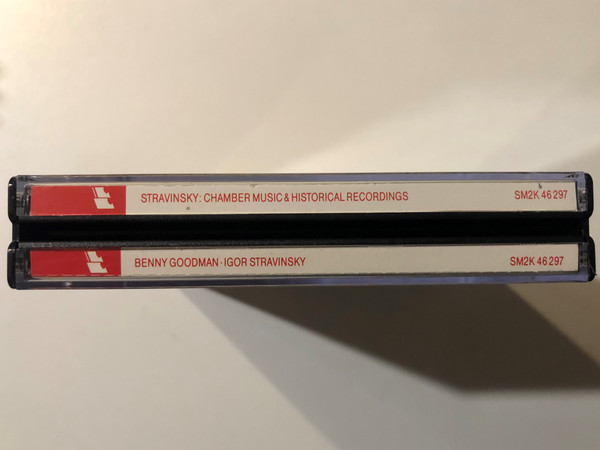 STRAVINSKY: CHAMBER MUSIC & HISTORICAL RECORDINGS SM2K 46 297
BENNY GOODMAN · IGOR STRAVINSKY SM2K 46 297